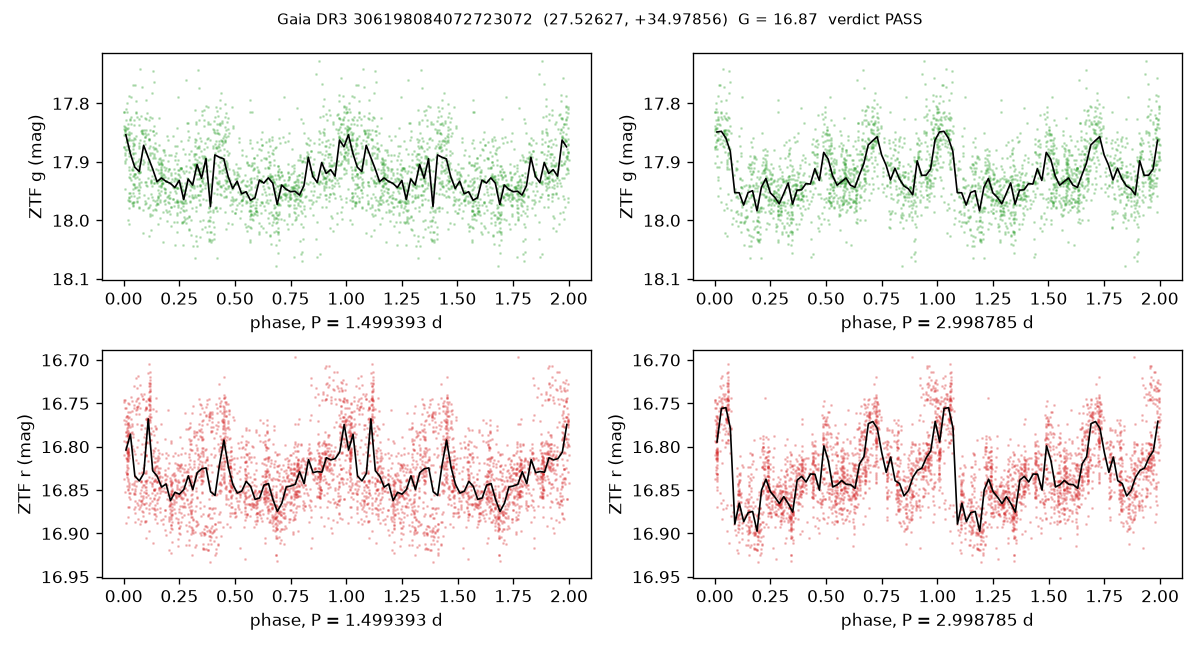 Gaia DR3 306198084072723072 (27.52627, +34.97856) G = 16.87 verdict PASS
ZTF g (mag)
17.8
17.9
18.0
18.1
0.00 0.25 0.50 0.75 1.00 1.25 1.50 1.75 2.00
phase, P = 1.499393 d
ZTF g (mag)
17.8
17.9
18.0
18.1
0.00 0.25 0.50 0.75 1.00 1.25 1.50 1.75 2.00
phase, P = 2.998785 d
ZTF r (mag)
16.70
16.75
16.80
16.85
16.90
16.95
0.00 0.25 0.50 0.75 1.00 1.25 1.50 1.75 2.00
phase, P = 1.499393 d
ZTF r (mag)
16.70
16.75
16.80
16.85
16.90
16.95
0.00 0.25 0.50 0.75 1.00 1.25 1.50 1.75 2.00
phase, P = 2.998785 d